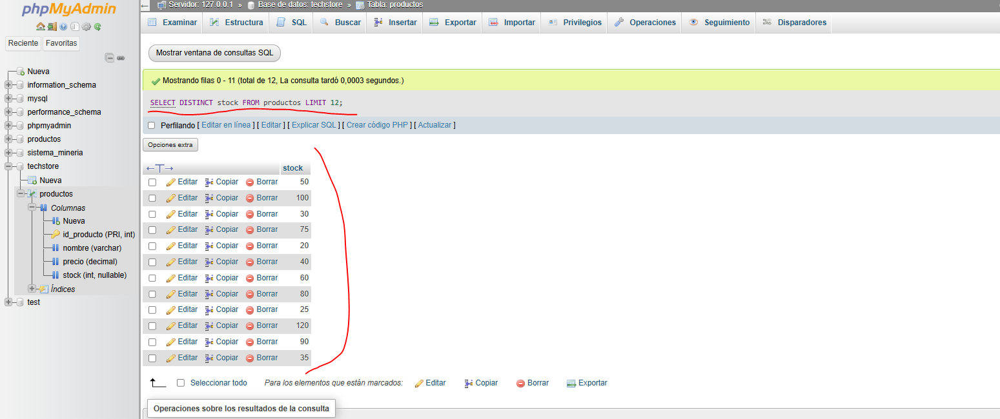 phpMyAdmin
Reciente Favoritas
Nueva
information_schema
mysql
performance_schema
phpmyadmin
productos
sistema_mineria
techstore
Nueva
productos
Columnas
Nueva
id_producto (PRI, int)
nombre (varchar)
precio (decimal)
stock (int, nullable)
Índices
test
Servidor: 127.0.0.1 » Base de datos: techstore » Tabla: productos
Examinar Estructura SQL Buscar Insertar Exportar Importar Privilegios Operaciones Seguimiento Disparadores
Mostrar ventana de consultas SQL
Mostrando filas 0 - 11 (total de 12, La consulta tardó 0,0003 segundos.)
SELECT DISTINCT stock FROM productos LIMIT 12;
Perfilando [ Editar en línea ] [ Editar ] [ Explicar SQL ] [ Crear código PHP ] [ Actualizar ]
Opciones extra
←T→ stock
Editar Copiar Borrar 50
Editar Copiar Borrar 100
Editar Copiar Borrar 30
Editar Copiar Borrar 75
Editar Copiar Borrar 20
Editar Copiar Borrar 40
Editar Copiar Borrar 60
Editar Copiar Borrar 80
Editar Copiar Borrar 25
Editar Copiar Borrar 120
Editar Copiar Borrar 90
Editar Copiar Borrar 35
Seleccionar todo Para los elementos que están marcados: Editar Copiar Borrar Exportar
Operaciones sobre los resultados de la consulta